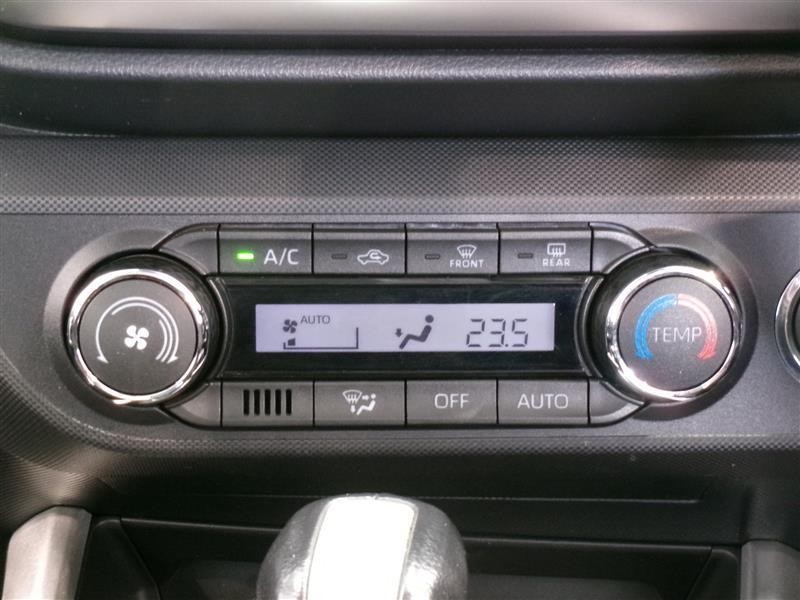 A/C
FRONT
REAR
AUTO
23.5
TEMP
OFF
AUTO